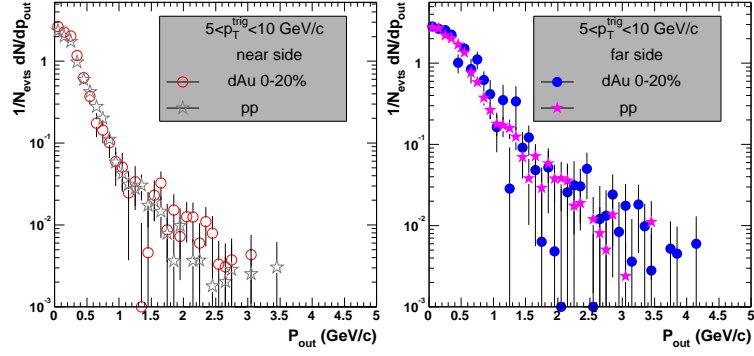 5<p_T^trig<10 GeV/c
near side
dAu 0-20%
pp
1/N_evts dN/dp_out
1
10^-1
10^-2
10^-3
0 0.5 1 1.5 2 2.5 3 3.5 4 4.5 5
P_out (GeV/c)
5<p_T^trig<10 GeV/c
far side
dAu 0-20%
pp
1/N_evts dN/dp_out
1
10^-1
10^-2
10^-3
0 0.5 1 1.5 2 2.5 3 3.5 4 4.5 5
P_out (GeV/c)